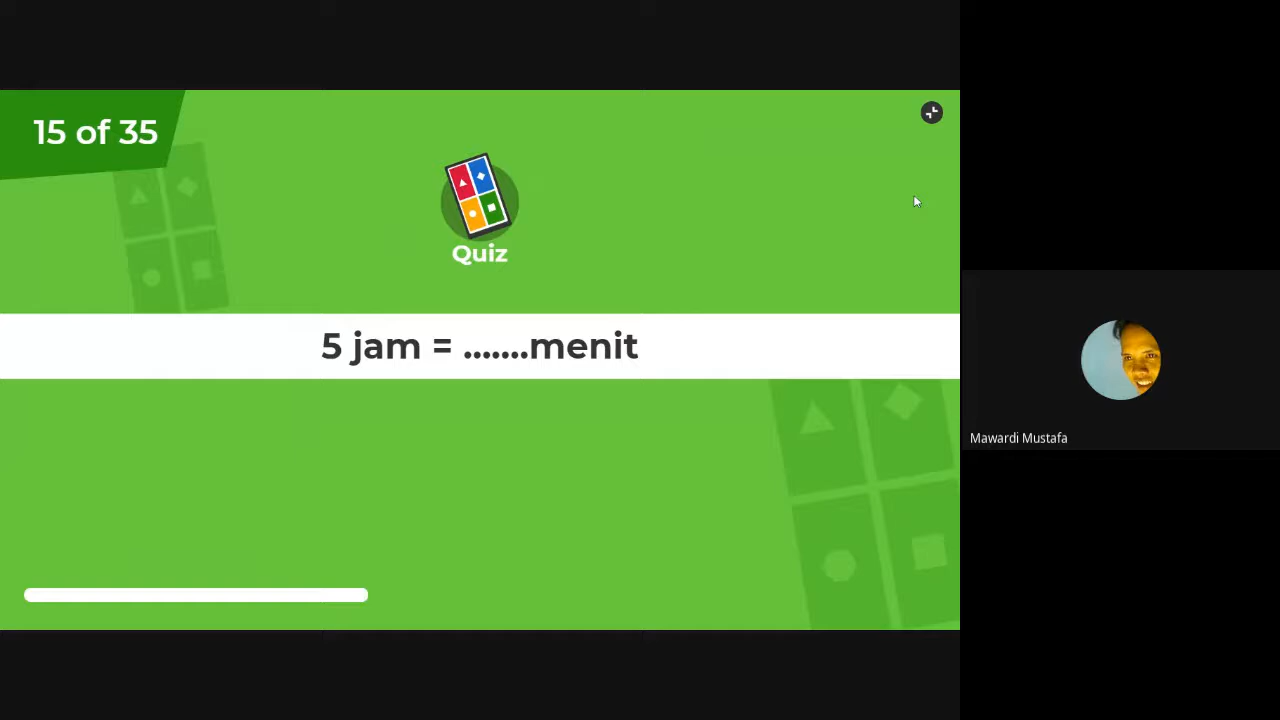 15 of 35
Quiz
5 jam = .......menit
Mawardi Mustafa